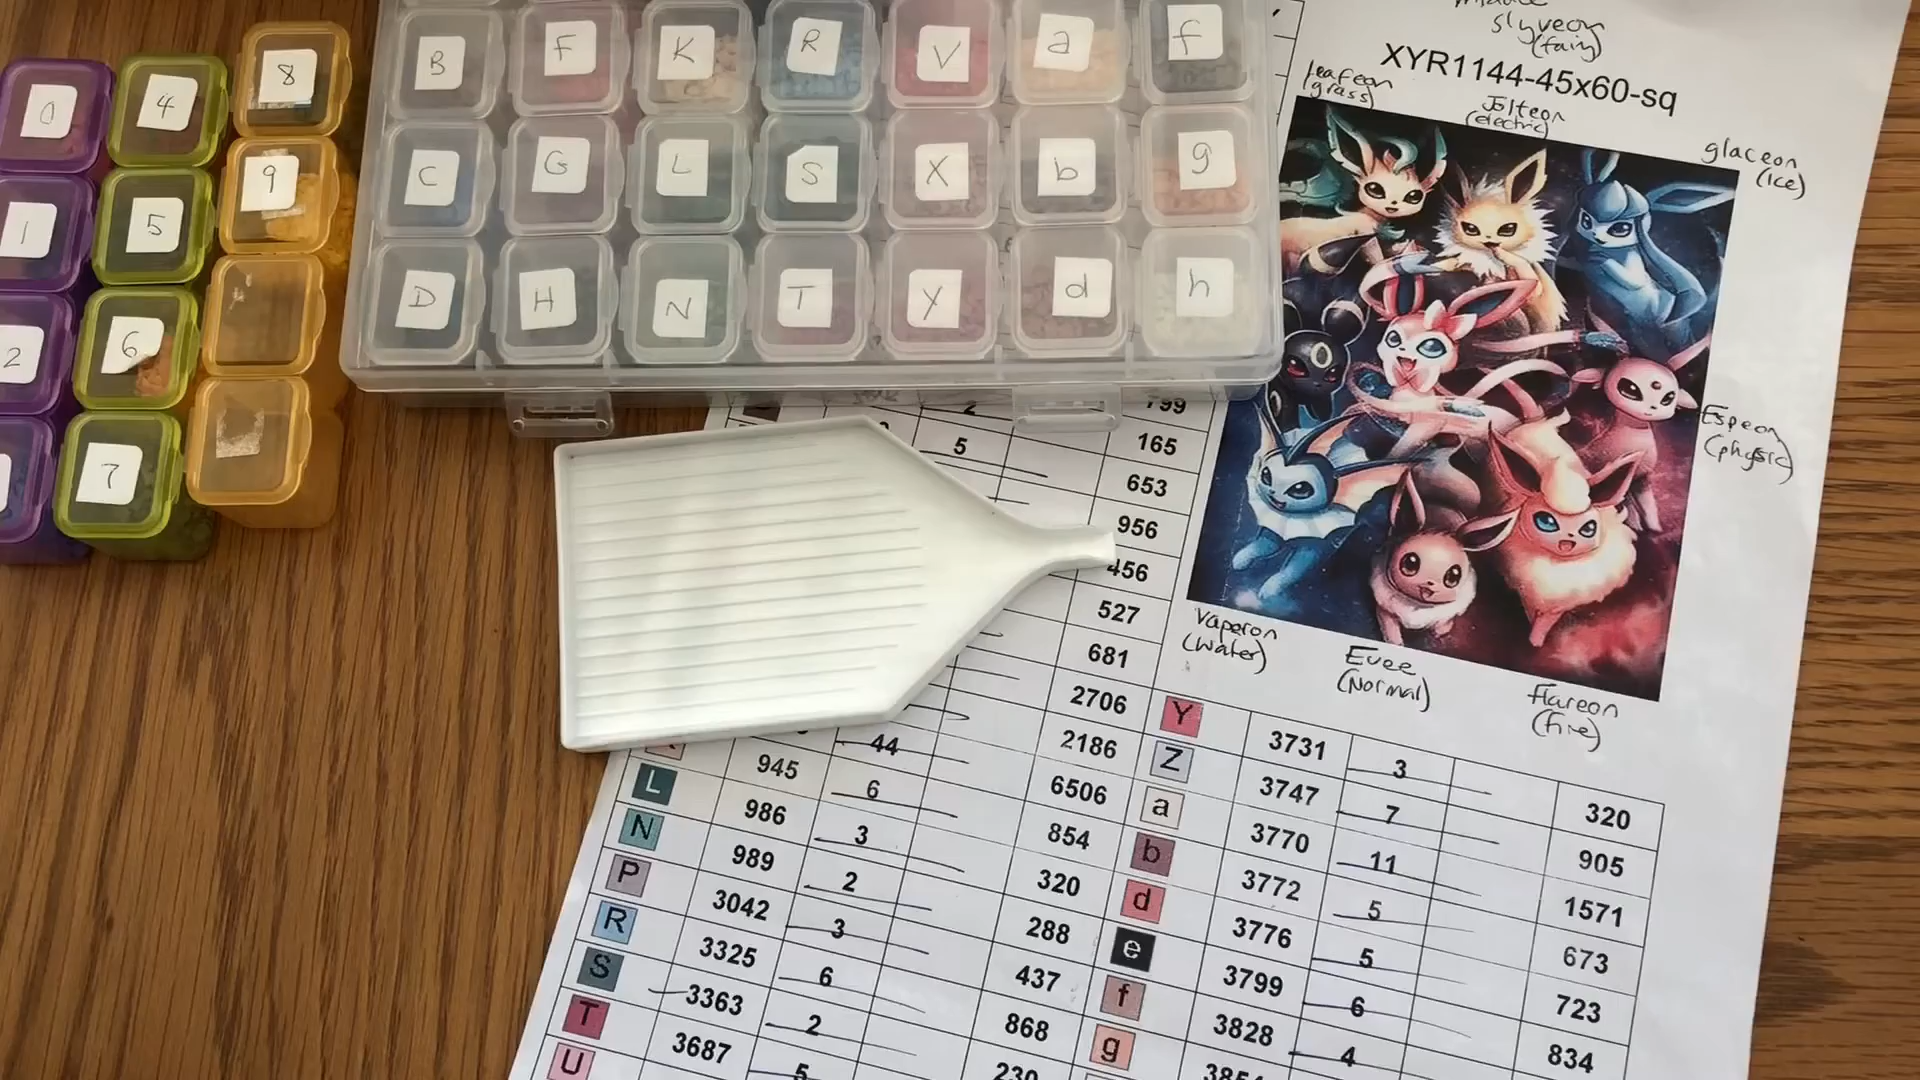 0
4
8
1
5
9
2
6
7
B
F
K
R
V
a
f
C
G
L
S
X
b
g
D
H
N
T
Y
d
h
slyveon
(fairy)
XYR1144-45x60-sq
leafeon
(grass)
Jolteon
(electric)
glaceon
(Ice)
Espeon
(physic)
Vaperon
(Water)
Evee
(Normal)
flareon
(fire)
2 799
5 165
653
956
456
527
681
2706
44 2186
945 6 6506
L 986 3 854
N 989 2 320
P 3042 3 288
R 3325 6 437
S 3363 2 868
T 3687 5 230
U
Y 3731 3 320
Z 3747 7 905
a 3770 11 1571
b 3772 5 673
d 3776 5 723
e 3799 6 834
f 3828 4
g